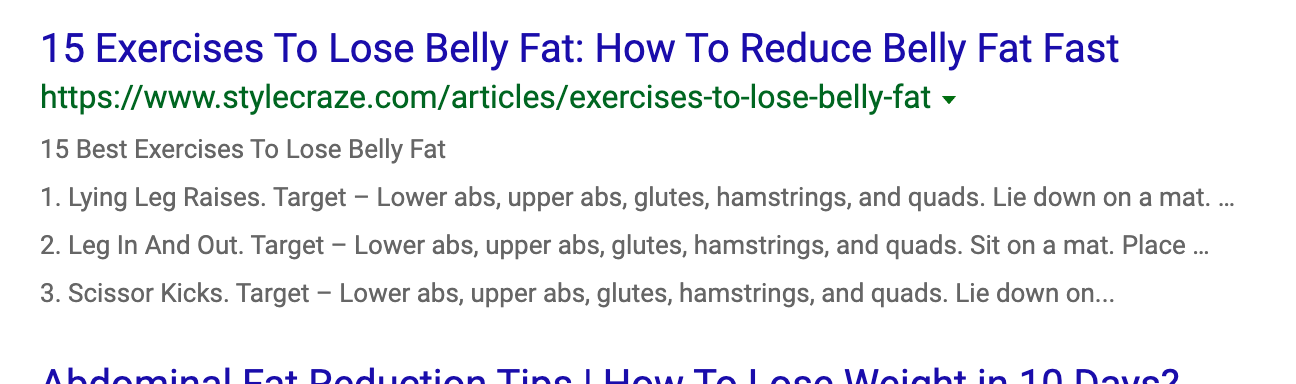 15 Exercises To Lose Belly Fat: How To Reduce Belly Fat Fast
https://www.stylecraze.com/articles/exercises-to-lose-belly-fat
15 Best Exercises To Lose Belly Fat
1. Lying Leg Raises. Target – Lower abs, upper abs, glutes, hamstrings, and quads. Lie down on a mat. ...
2. Leg In And Out. Target – Lower abs, upper abs, glutes, hamstrings, and quads. Sit on a mat. Place ...
3. Scissor Kicks. Target – Lower abs, upper abs, glutes, hamstrings, and quads. Lie down on...
Abdominal Fat Reduction Tips | How To Lose Weight in 10 Days?